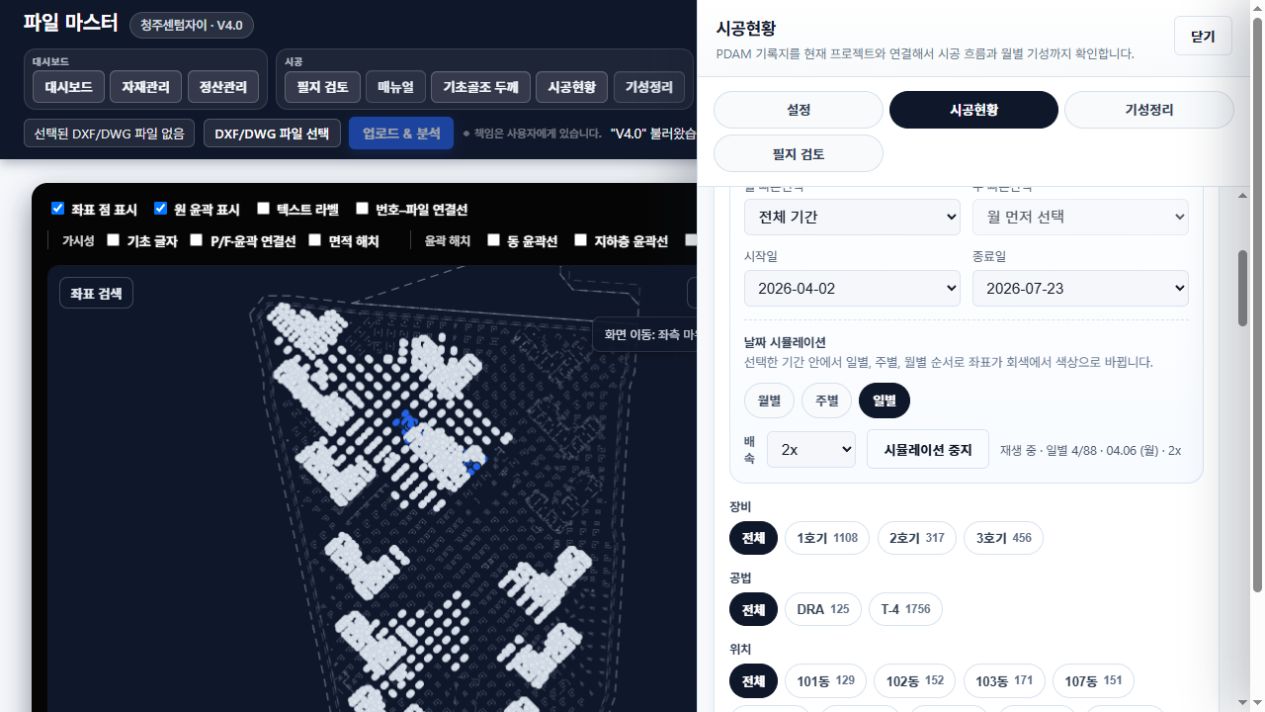 파일 마스터
청주센텀자이 · V4.0
대시보드
대시보드 자재관리 정산관리
시공
필지 검토 매뉴얼 기초골조 두께 시공현황 기성정리
선택된 DXF/DWG 파일 없음 DXF/DWG 파일 선택 업로드 & 분석 책임은 사용자에게 있습니다. "V4.0" 불러왔습
좌표 점 표시 원 윤곽 표시 텍스트 라벨 번호–파일 연결선
가시성 기초 글자 P/F-윤곽 연결선 면적 해치 윤곽 해치 동 윤곽선 지하층 윤곽선
좌표 검색
화면 이동: 좌측 마
시공현황
PDAM 기록지를 현재 프로젝트와 연결해서 시공 흐름과 월별 기성까지 확인합니다.
닫기
설정 시공현황 기성정리
필지 검토
전체 기간 월 먼저 선택
시작일 종료일
2026-04-02 2026-07-23
날짜 시뮬레이션
선택한 기간 안에서 일별, 주별, 월별 순서로 좌표가 회색에서 색상으로 바뀝니다.
월별 주별 일별
배속 2x 시뮬레이션 중지 재생 중 · 일별 4/88 · 04.06 (월) · 2x
장비
전체 1호기 1108 2호기 317 3호기 456
공법
전체 DRA 125 T-4 1756
위치
전체 101동 129 102동 152 103동 171 107동 151